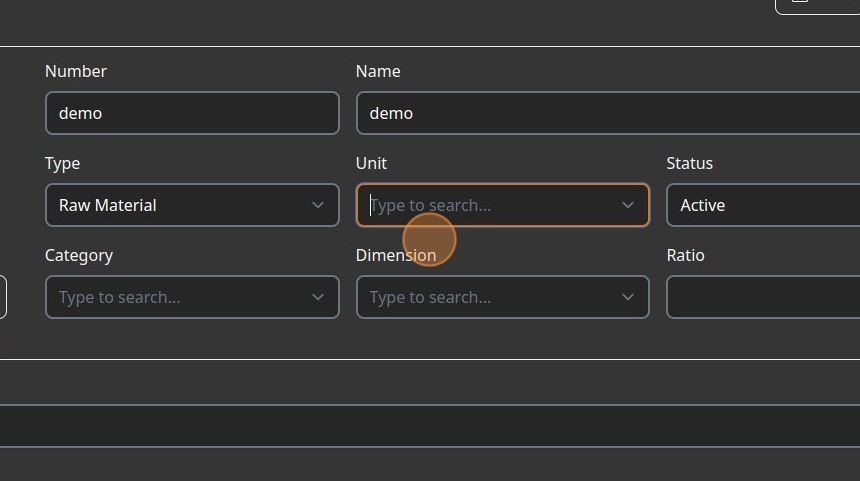 Number Name
demo demo
Type Unit Status
Raw Material Type to search... Active
Category Dimension Ratio
Type to search... Type to search...